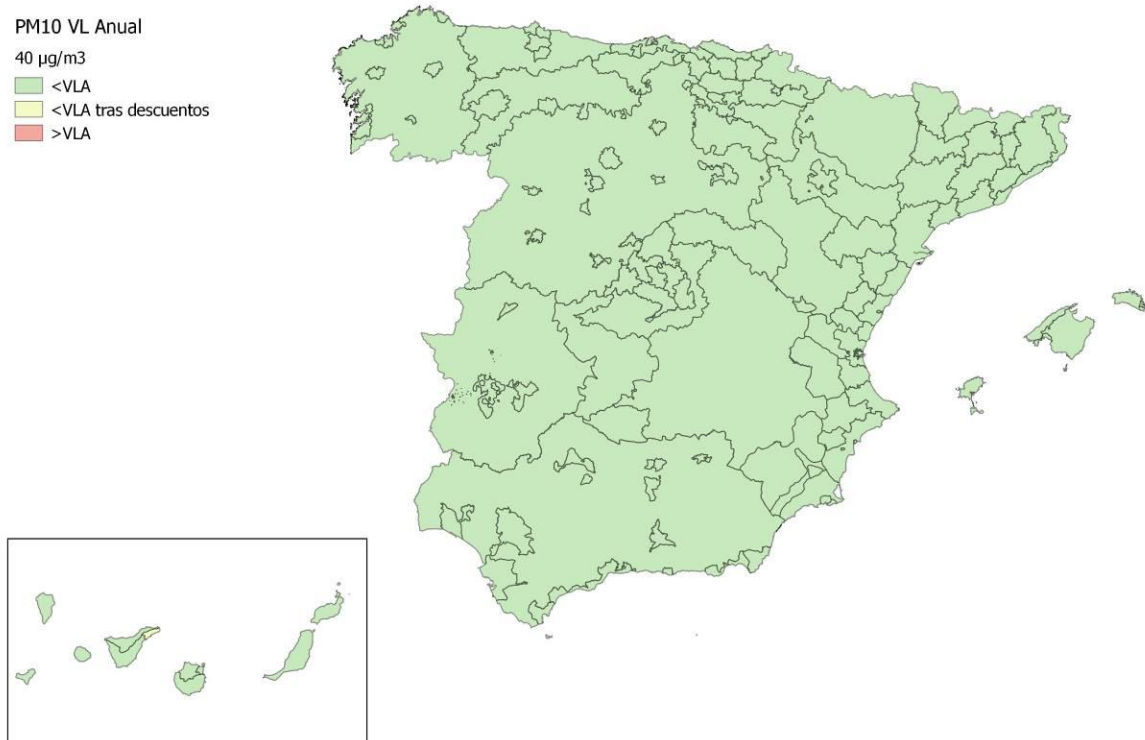 PM10 VL Anual
40 µg/m3
<VLA
<VLA tras descuentos
>VLA